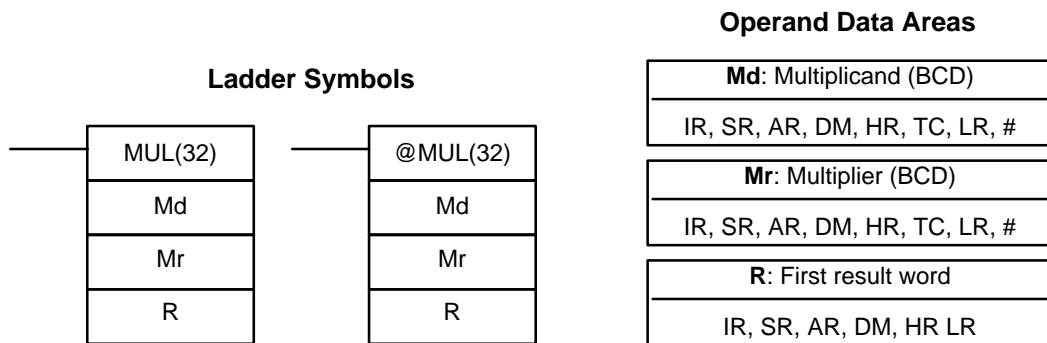 Ladder Symbols
MUL(32)
Md
Mr
R
@MUL(32)
Md
Mr
R
Operand Data Areas
Md: Multiplicand (BCD)
IR, SR, AR, DM, HR, TC, LR, #
Mr: Multiplier (BCD)
IR, SR, AR, DM, HR, TC, LR, #
R: First result word
IR, SR, AR, DM, HR LR